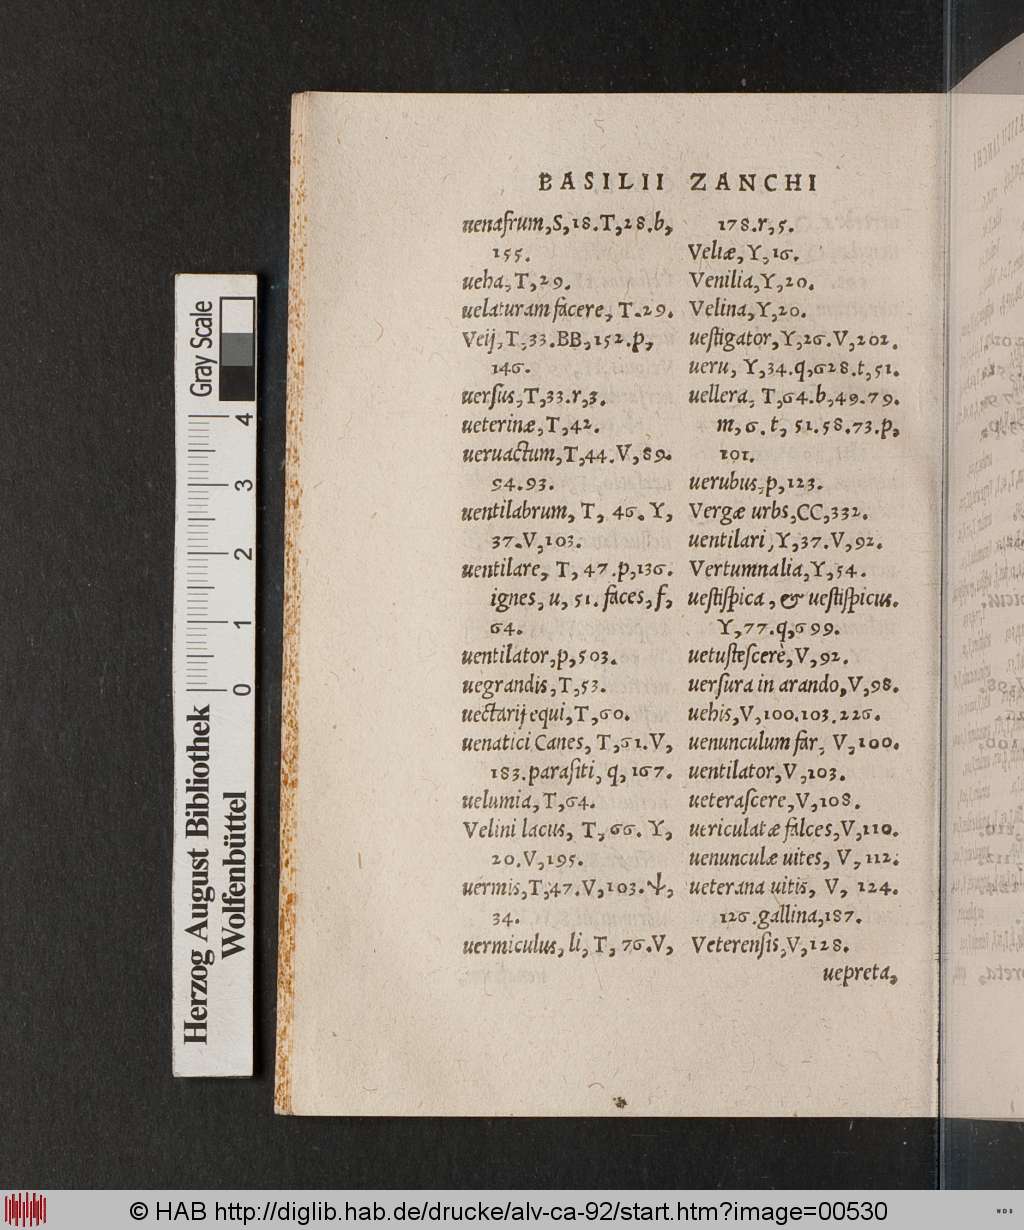 BASILII ZANCHI
uenafrum, S, 18. T, 28. b,
155.
ueha, T, 29.
uelaturam facere, T. 29.
Veij, T, 33. BB, 152. p,
146.
uersus, T, 33. r, 3.
ueterinæ, T, 42.
ueruactum, T, 44. V, 89.
94. 93.
uentilabrum, T, 46. Y,
37. V, 103.
uentilare, T, 47. p, 136.
ignes, u, 51. faces, f,
64.
uentilator, p, 503.
uegrandis, T, 53.
uectarij equi, T, 60.
uenatici Canes, T, 61. V,
183. parasiti, q, 167.
uelumia, T, 64.
Velini lacus, T, 66. Y,
20. V, 195.
uermis, T, 47. V, 103. Ψ,
34.
uermiculus, li, T, 76. V,
178. r, 5.
Veliæ, Y, 16.
Venilia, Y, 20.
Velina, Y, 20.
uestigator, Y, 26. V, 202.
ueru, Y, 34. q, 628. t, 51.
uellera, T, 64. b, 49. 79.
m, 6. t, 51. 58. 73. p,
101.
uerubus, p, 123.
Vergæ urbs, CC, 332.
uentilari, Y, 37. V, 92.
Vertumnalia, Y, 54.
uestispica, & uestispicus.
Y, 77. q, 699.
uetustescerè, V, 92.
uersura in arando, V, 98.
uehis, V, 100. 103. 226.
uenunculum far, V, 100.
uentilator, V, 103.
ueterascere, V, 108.
uericulatæ falces, V, 110.
uenunculæ uites, V, 112.
ueterana uitis, V, 124.
126. gallina, 187.
Veterensis, V, 128.
uepreta,
Gray Scale
0 1 2 3 4
Herzog August Bibliothek
Wolfenbüttel
© HAB http://diglib.hab.de/drucke/alv-ca-92/start.htm?image=00530
WDB